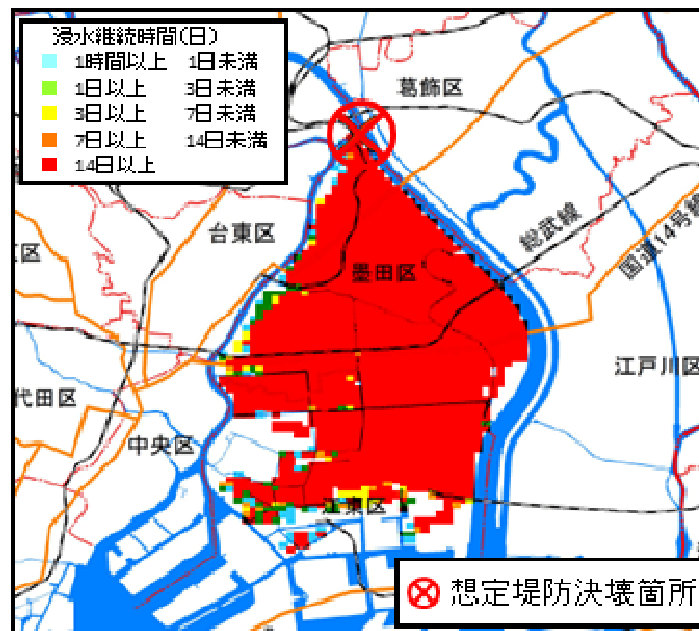 浸水継続時間(日)
1時間以上 1日未満
1日以上 3日未満
3日以上 7日未満
7日以上 14日未満
14日以上
葛飾区
台東区
総武線
国道14号線
区
墨田区
江戸川区
代田区
中央区
江東区
想定堤防決壊箇所